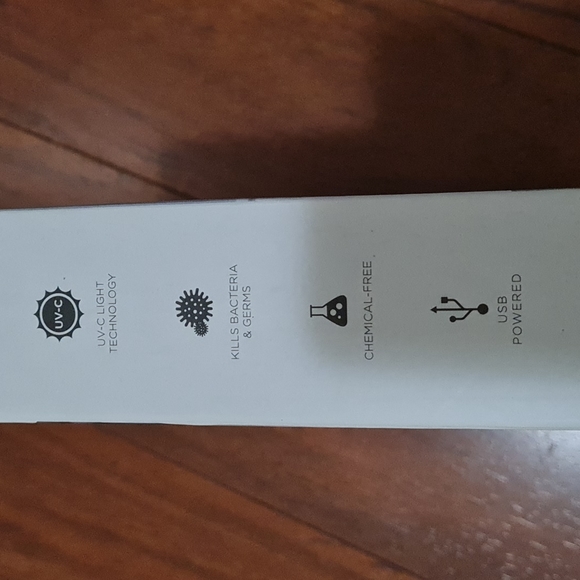 UV-C
UV-C LIGHT
TECHNOLOGY
KILLS BACTERIA
& GERMS
CHEMICAL-FREE
USB
POWERED